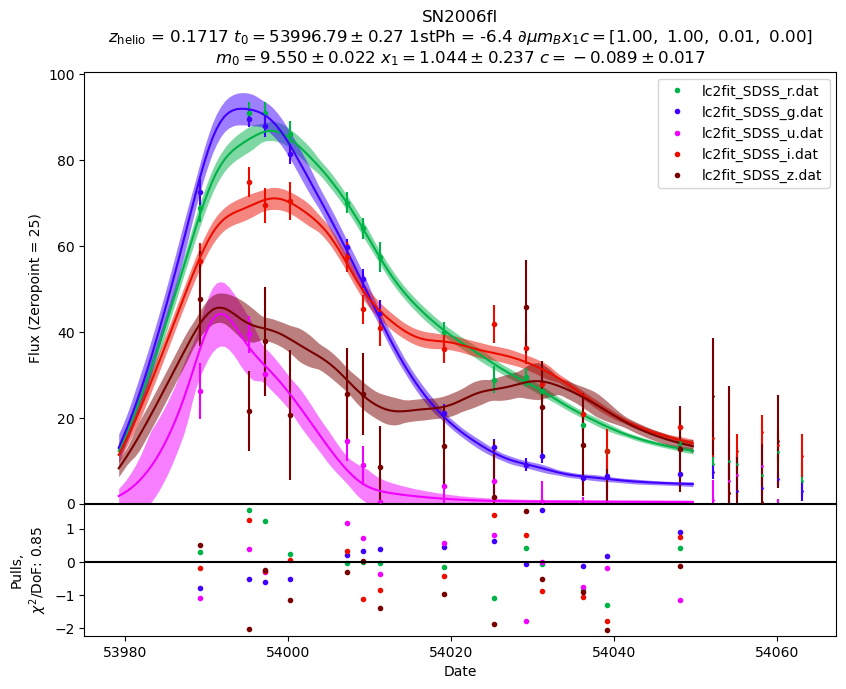 SN2006fl
z_helio = 0.1717 t_0 = 53996.79 ± 0.27 1stPh = -6.4 ∂μm_Bx_1c = [1.00, 1.00, 0.01, 0.00]
m_0 = 9.550 ± 0.022 x_1 = 1.044 ± 0.237 c = −0.089 ± 0.017
100
80
60
40
20
0
Flux (Zeropoint = 25)
lc2fit_SDSS_r.dat
lc2fit_SDSS_g.dat
lc2fit_SDSS_u.dat
lc2fit_SDSS_i.dat
lc2fit_SDSS_z.dat
1
0
−1
−2
Pulls,
χ²/DoF: 0.85
53980 54000 54020 54040 54060
Date